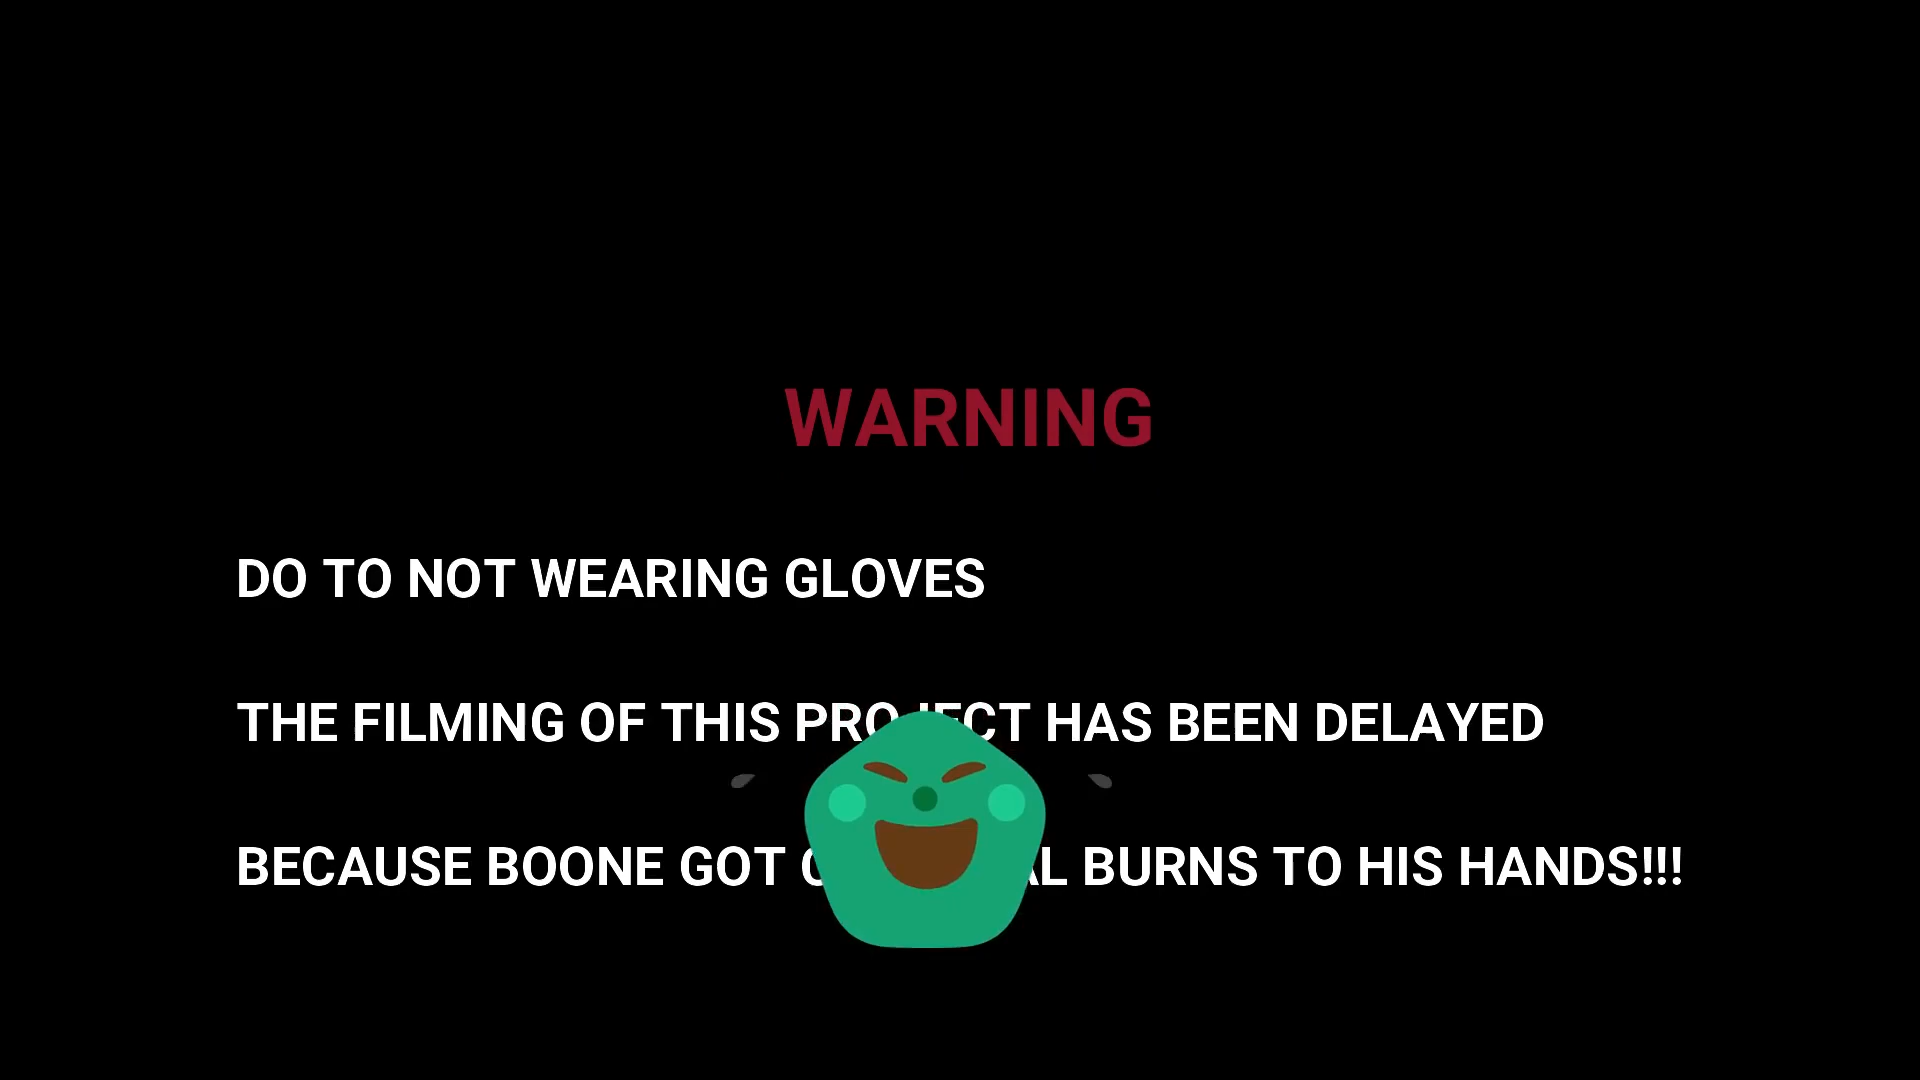 WARNING
DO TO NOT WEARING GLOVES
THE FILMING OF THIS PROJECT HAS BEEN DELAYED
BECAUSE BOONE GOT BURNS TO HIS HANDS!!!